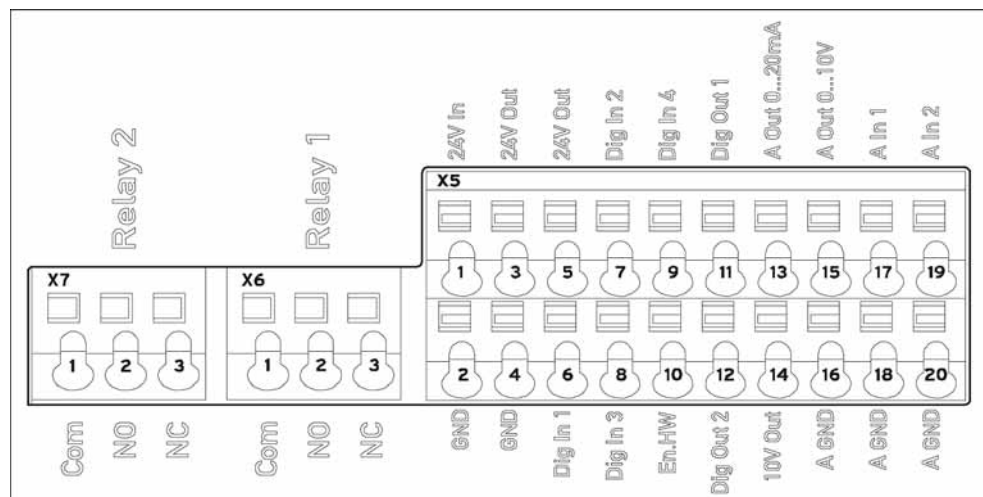 Relay 2
Relay 1
24V In
24V Out
24V Out
Dig In 2
Dig In 4
Dig Out 1
A Out 0...20mA
A Out 0...10V
A In 1
A In 2
X5
1 3 5 7 9 11 13 15 17 19
X7
X6
1 2 3
1 2 3
2 4 6 8 10 12 14 16 18 20
Com
NO
NC
Com
NO
NC
GND
GND
Dig In 1
Dig In 3
En.HW
Dig Out 2
10V Out
A GND
A GND
A GND